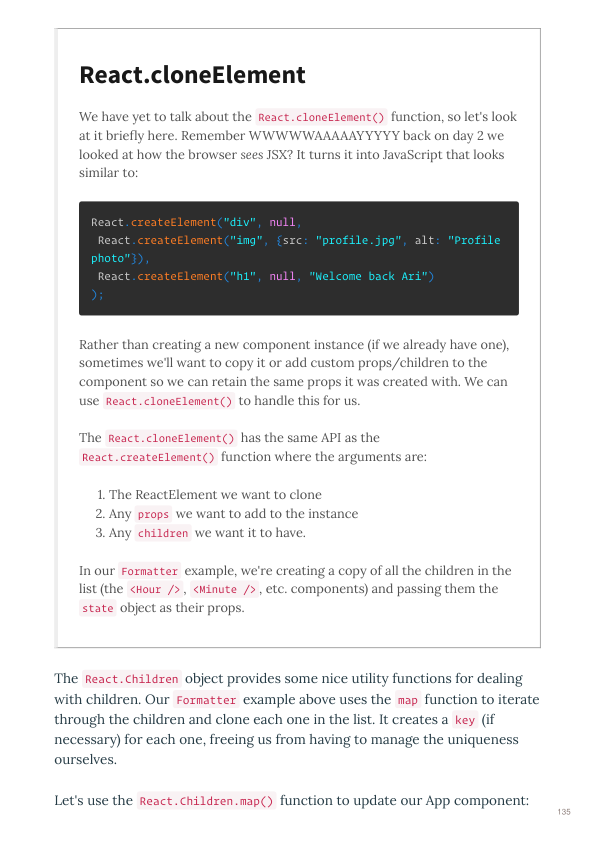 React.cloneElement
We have yet to talk about the React.cloneElement() function, so let's look
at it briefly here. Remember WWWWWAAAAAYYYYY back on day 2 we
looked at how the browser sees JSX? It turns it into JavaScript that looks
similar to:
React.createElement("div", null,
 React.createElement("img", {src: "profile.jpg", alt: "Profile
photo"}),
 React.createElement("h1", null, "Welcome back Ari")
);
Rather than creating a new component instance (if we already have one),
sometimes we'll want to copy it or add custom props/children to the
component so we can retain the same props it was created with. We can
use React.cloneElement() to handle this for us.
The React.cloneElement() has the same API as the
React.createElement() function where the arguments are:
1. The ReactElement we want to clone
2. Any props we want to add to the instance
3. Any children we want it to have.
In our Formatter example, we're creating a copy of all the children in the
list (the <Hour />, <Minute />, etc. components) and passing them the
state object as their props.
The React.Children object provides some nice utility functions for dealing
with children. Our Formatter example above uses the map function to iterate
through the children and clone each one in the list. It creates a key (if
necessary) for each one, freeing us from having to manage the uniqueness
ourselves.
Let's use the React.Children.map() function to update our App component:
135